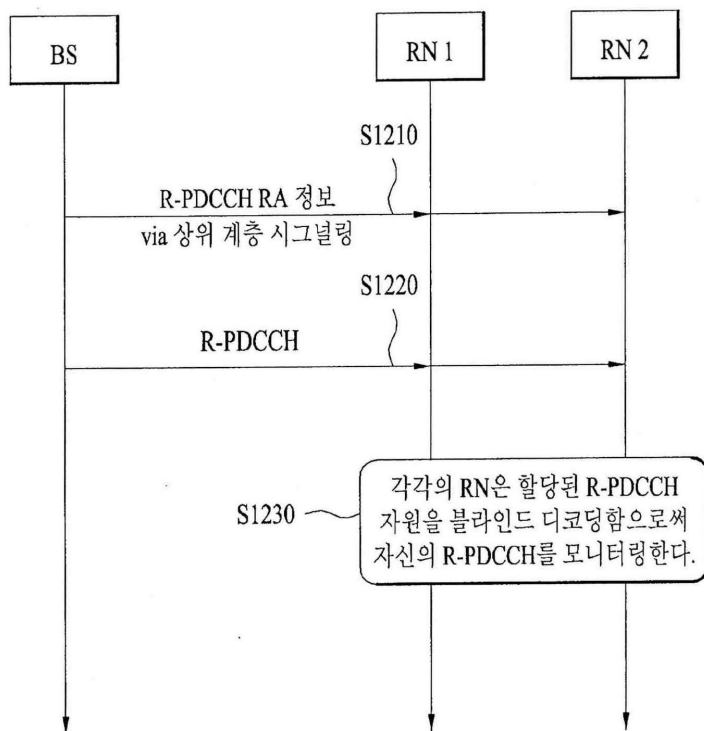 BS
RN 1
RN 2
S1210
R-PDCCH RA 정보
via 상위 계층 시그널링
S1220
R-PDCCH
S1230
각각의 RN은 할당된 R-PDCCH
자원을 블라인드 디코딩함으로써
자신의 R-PDCCH를 모니터링한다.